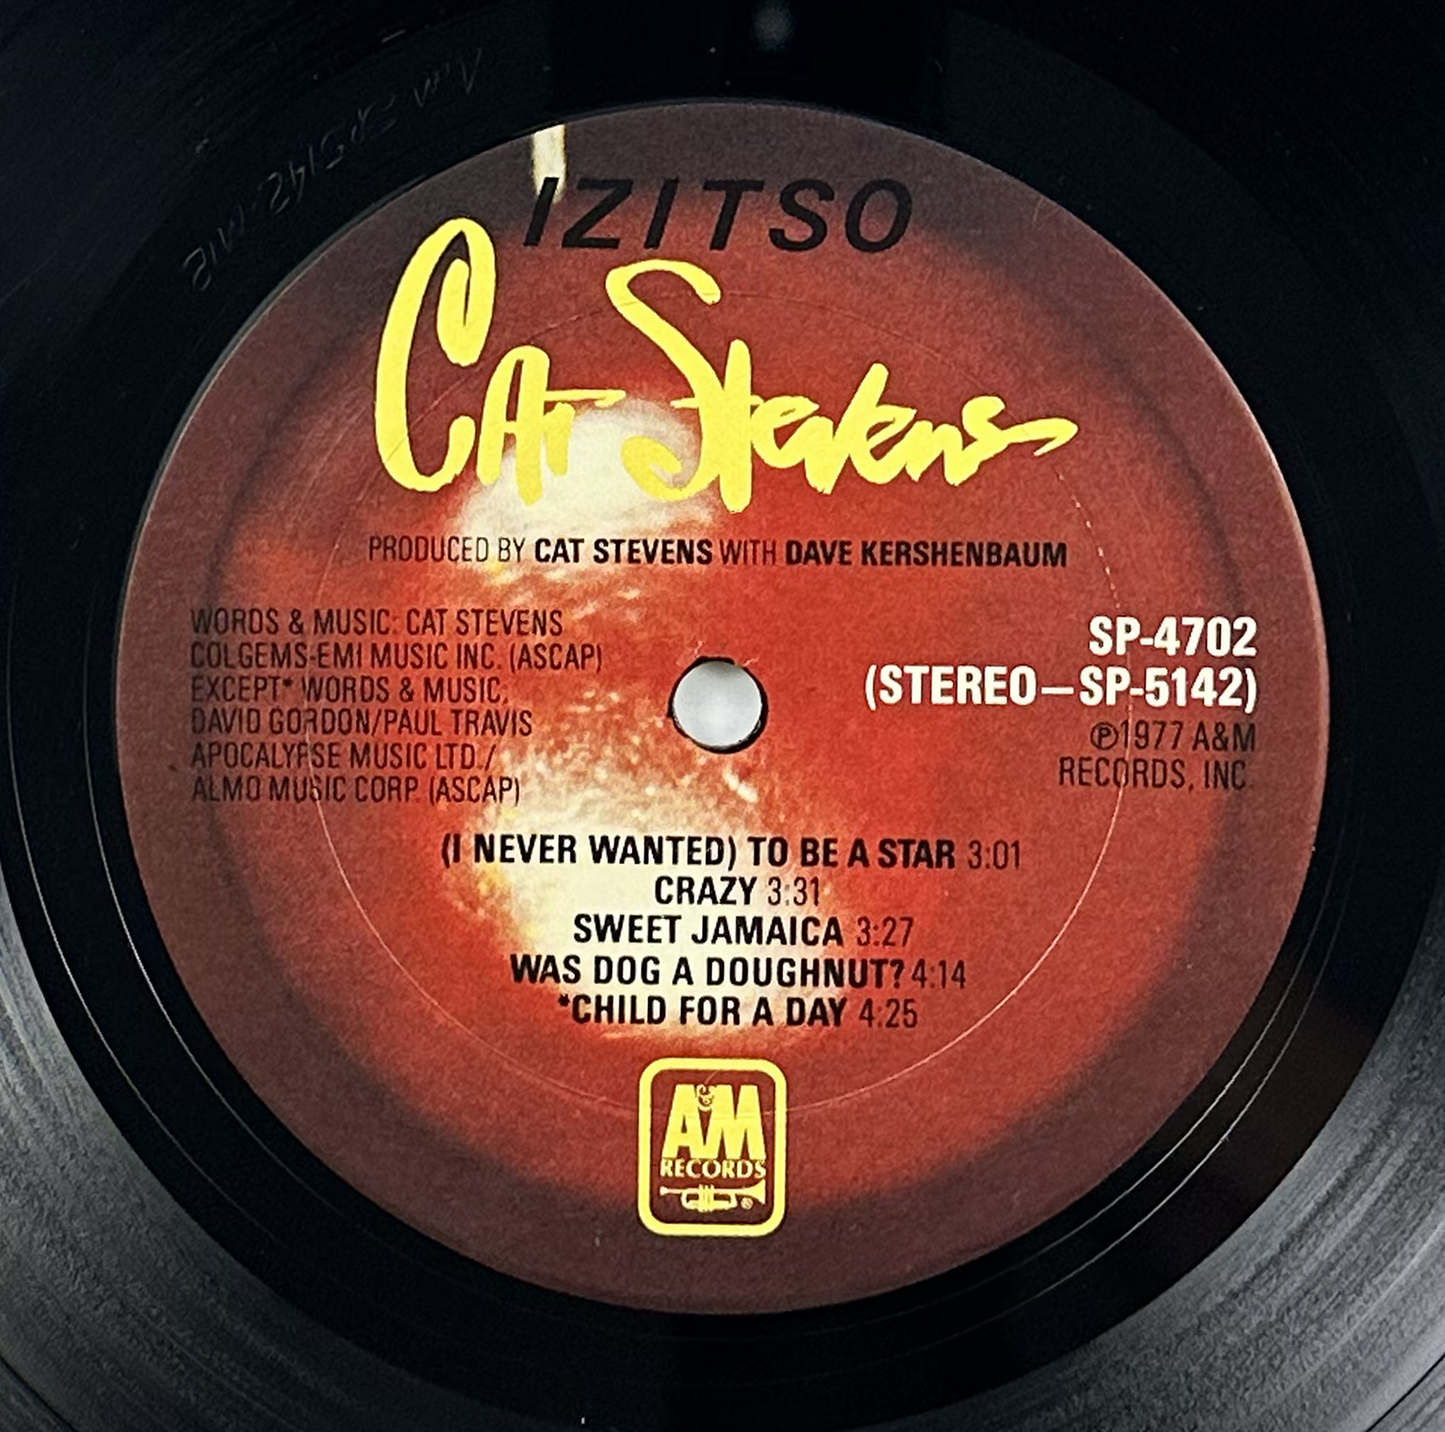 IZITSO
Cat Stevens
PRODUCED BY CAT STEVENS WITH DAVE KERSHENBAUM
WORDS & MUSIC: CAT STEVENS
COLGEMS-EMI MUSIC INC. (ASCAP)
EXCEPT* WORDS & MUSIC,
DAVID GORDON/PAUL TRAVIS
APOCALYPSE MUSIC LTD./
ALMO MUSIC CORP. (ASCAP)
SP-4702
(STEREO—SP-5142)
℗1977 A&M
RECORDS, INC.
(I NEVER WANTED) TO BE A STAR 3:01
CRAZY 3:31
SWEET JAMAICA 3:27
WAS DOG A DOUGHNUT? 4:14
*CHILD FOR A DAY 4:25
A&M
RECORDS
®